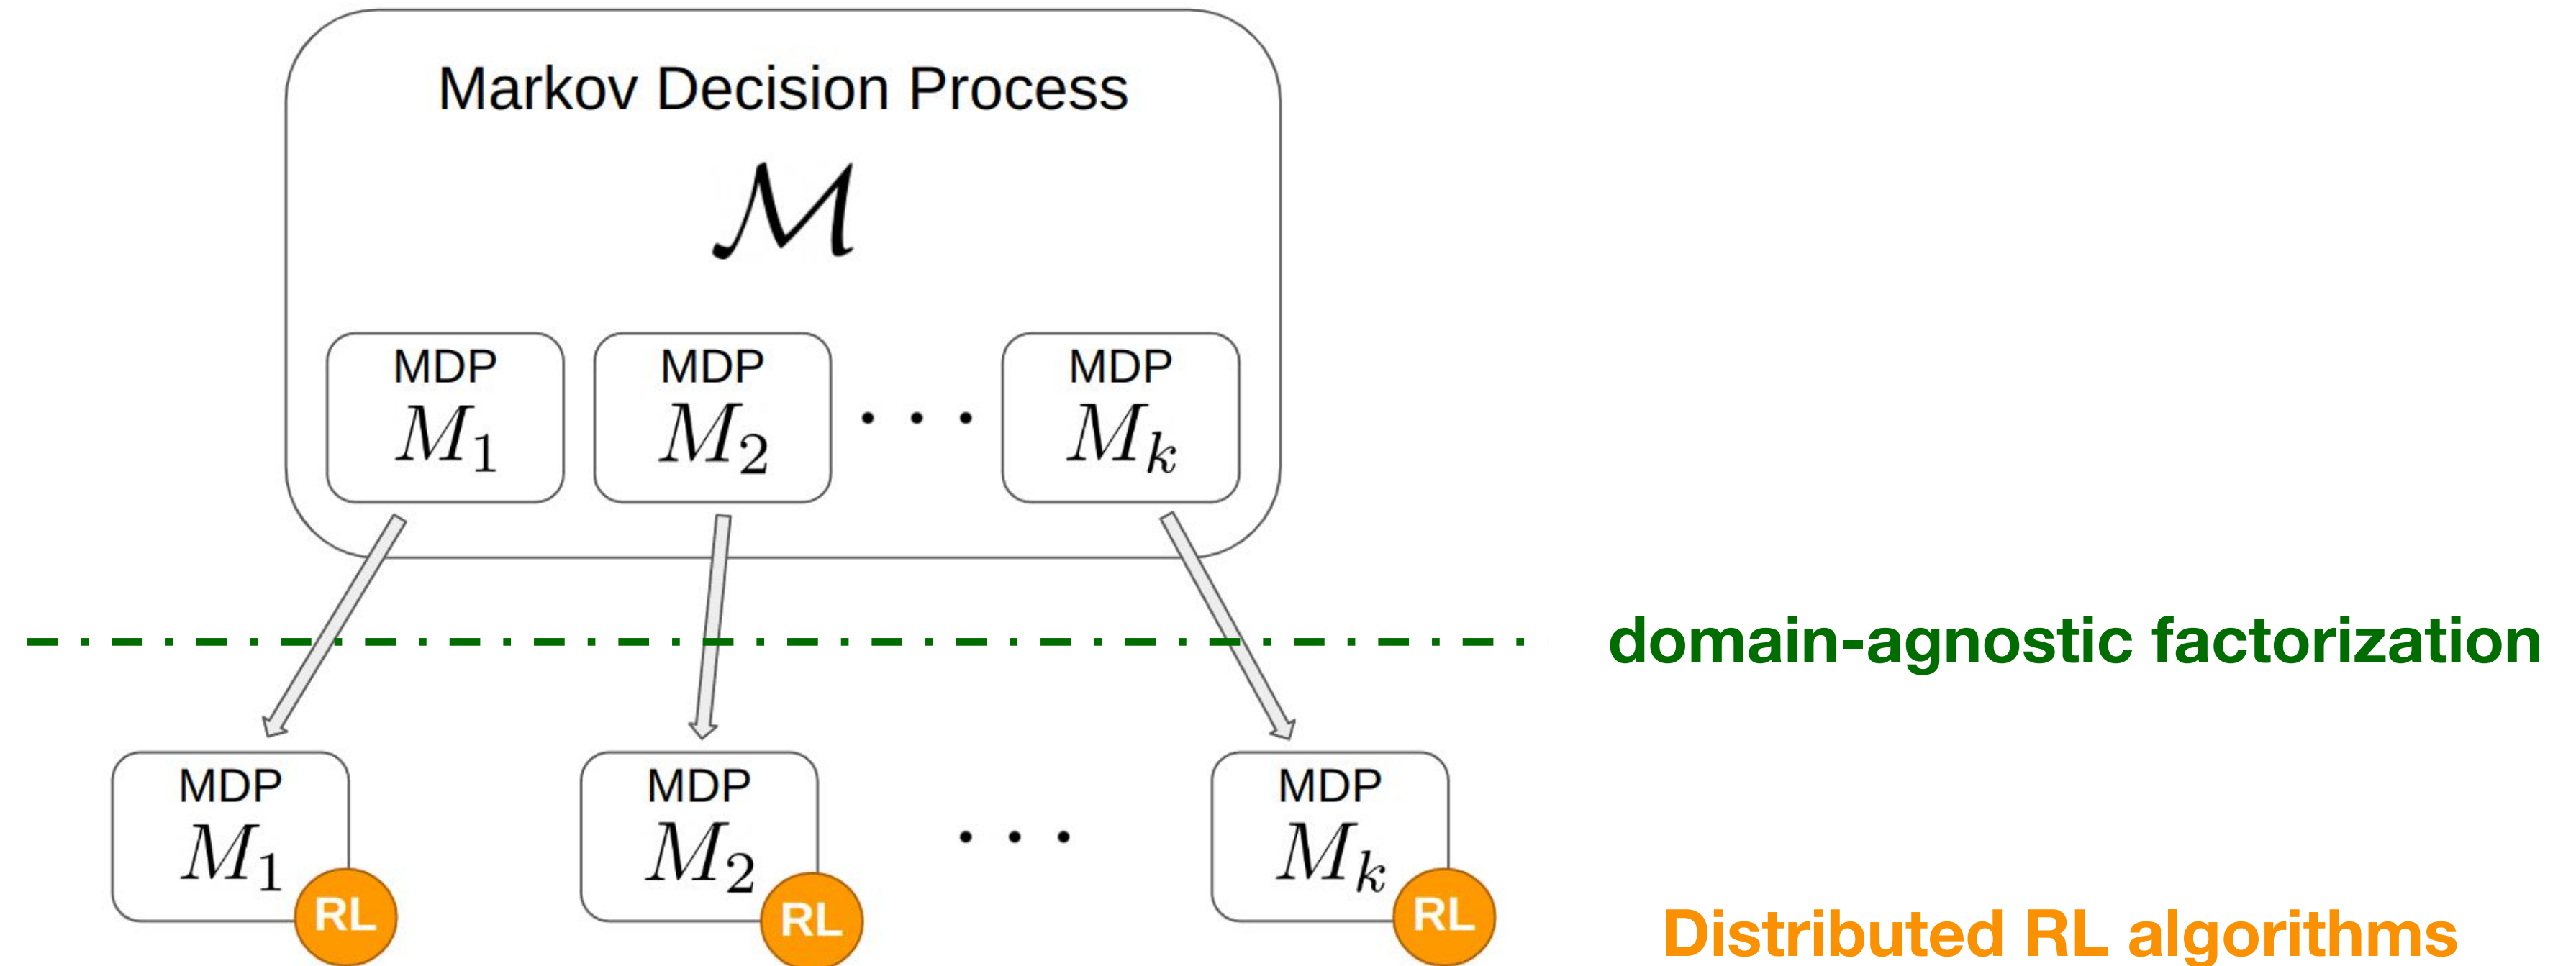 Markov Decision Process
ℳ
MDP MDP MDP
M₁ M₂ · · · Mₖ
domain-agnostic factorization
MDP MDP MDP
M₁ M₂ · · · Mₖ
RL RL RL
Distributed RL algorithms